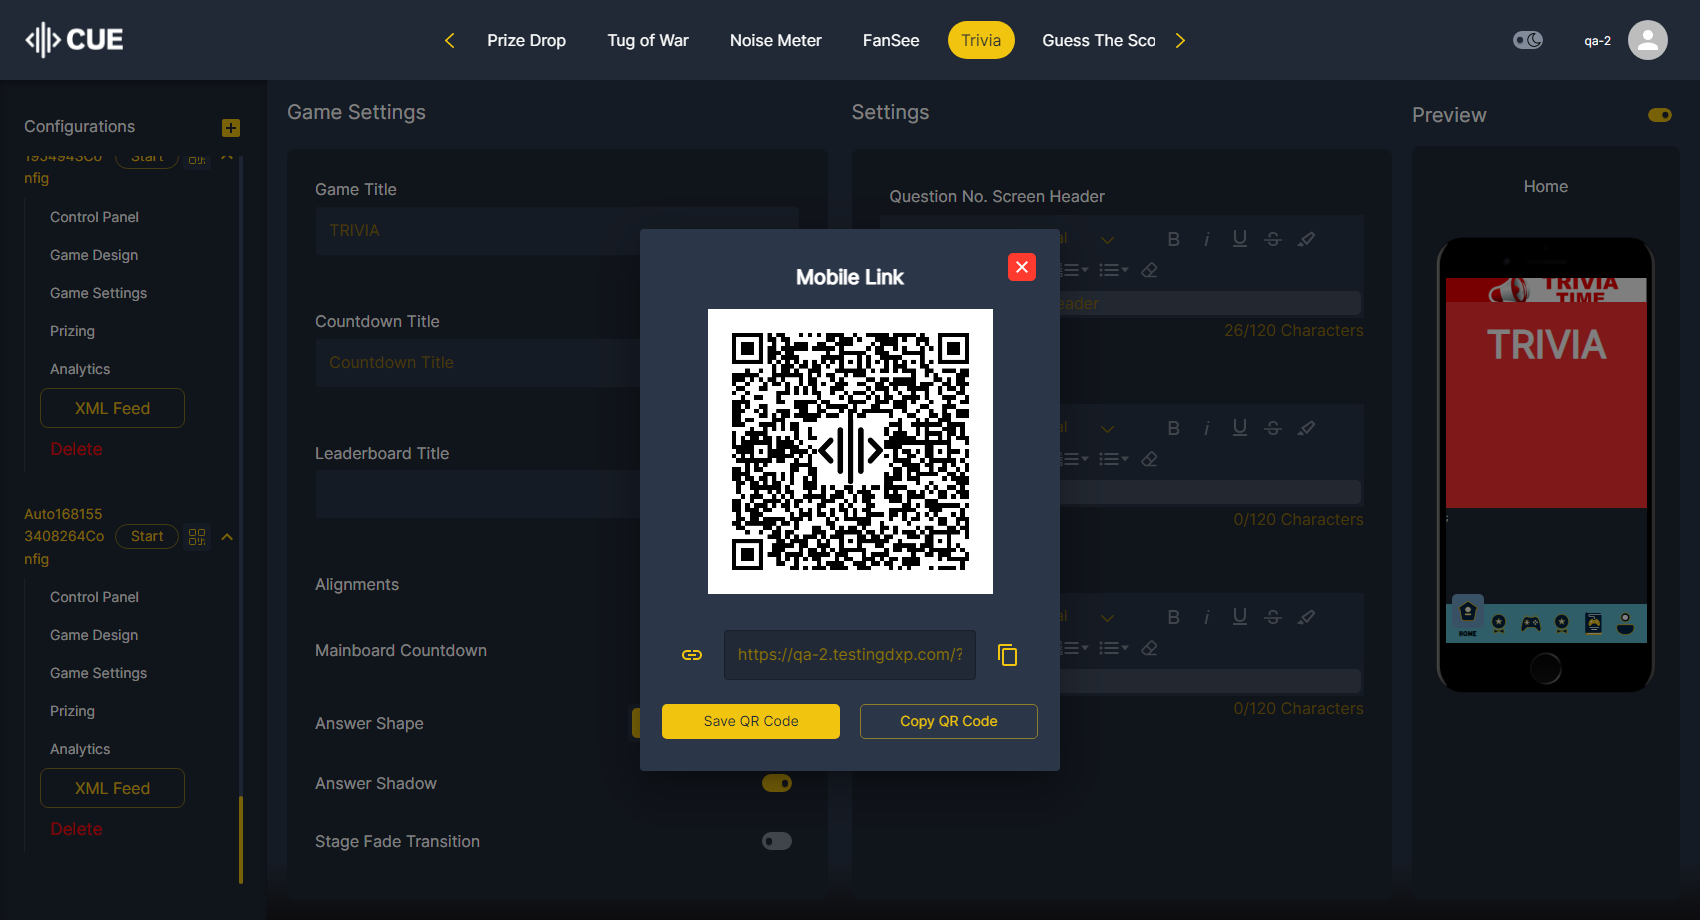 CUE
Prize Drop
Tug of War
Noise Meter
FanSee
Trivia
Guess The Sco
qa-2
Configurations
nfig
Start
Control Panel
Game Design
Game Settings
Prizing
Analytics
XML Feed
Delete
Auto168155
3408264Co
nfig
Start
Control Panel
Game Design
Game Settings
Prizing
Analytics
XML Feed
Delete
Game Settings
Game Title
TRIVIA
Countdown Title
Countdown Title
Leaderboard Title
Alignments
Mainboard Countdown
Answer Shape
Answer Shadow
Stage Fade Transition
Mobile Link
https://qa-2.testingdxp.com/?
Save QR Code
Copy QR Code
Settings
Question No. Screen Header
26/120 Characters
0/120 Characters
0/120 Characters
Preview
Home
TRIVIA
TIME
TRIVIA
HOME